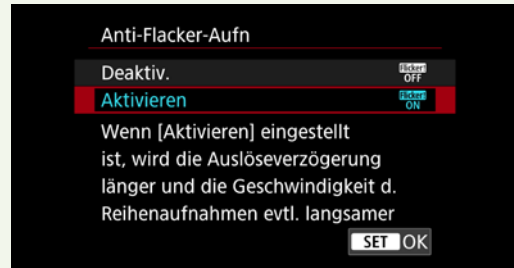 Anti-Flacker-Aufn
Deaktiv. Flicker! OFF
Aktivieren Flicker! ON
Wenn [Aktivieren] eingestellt
ist, wird die Auslöseverzögerung
länger und die Geschwindigkeit d.
Reihenaufnahmen evtl. langsamer
SET OK